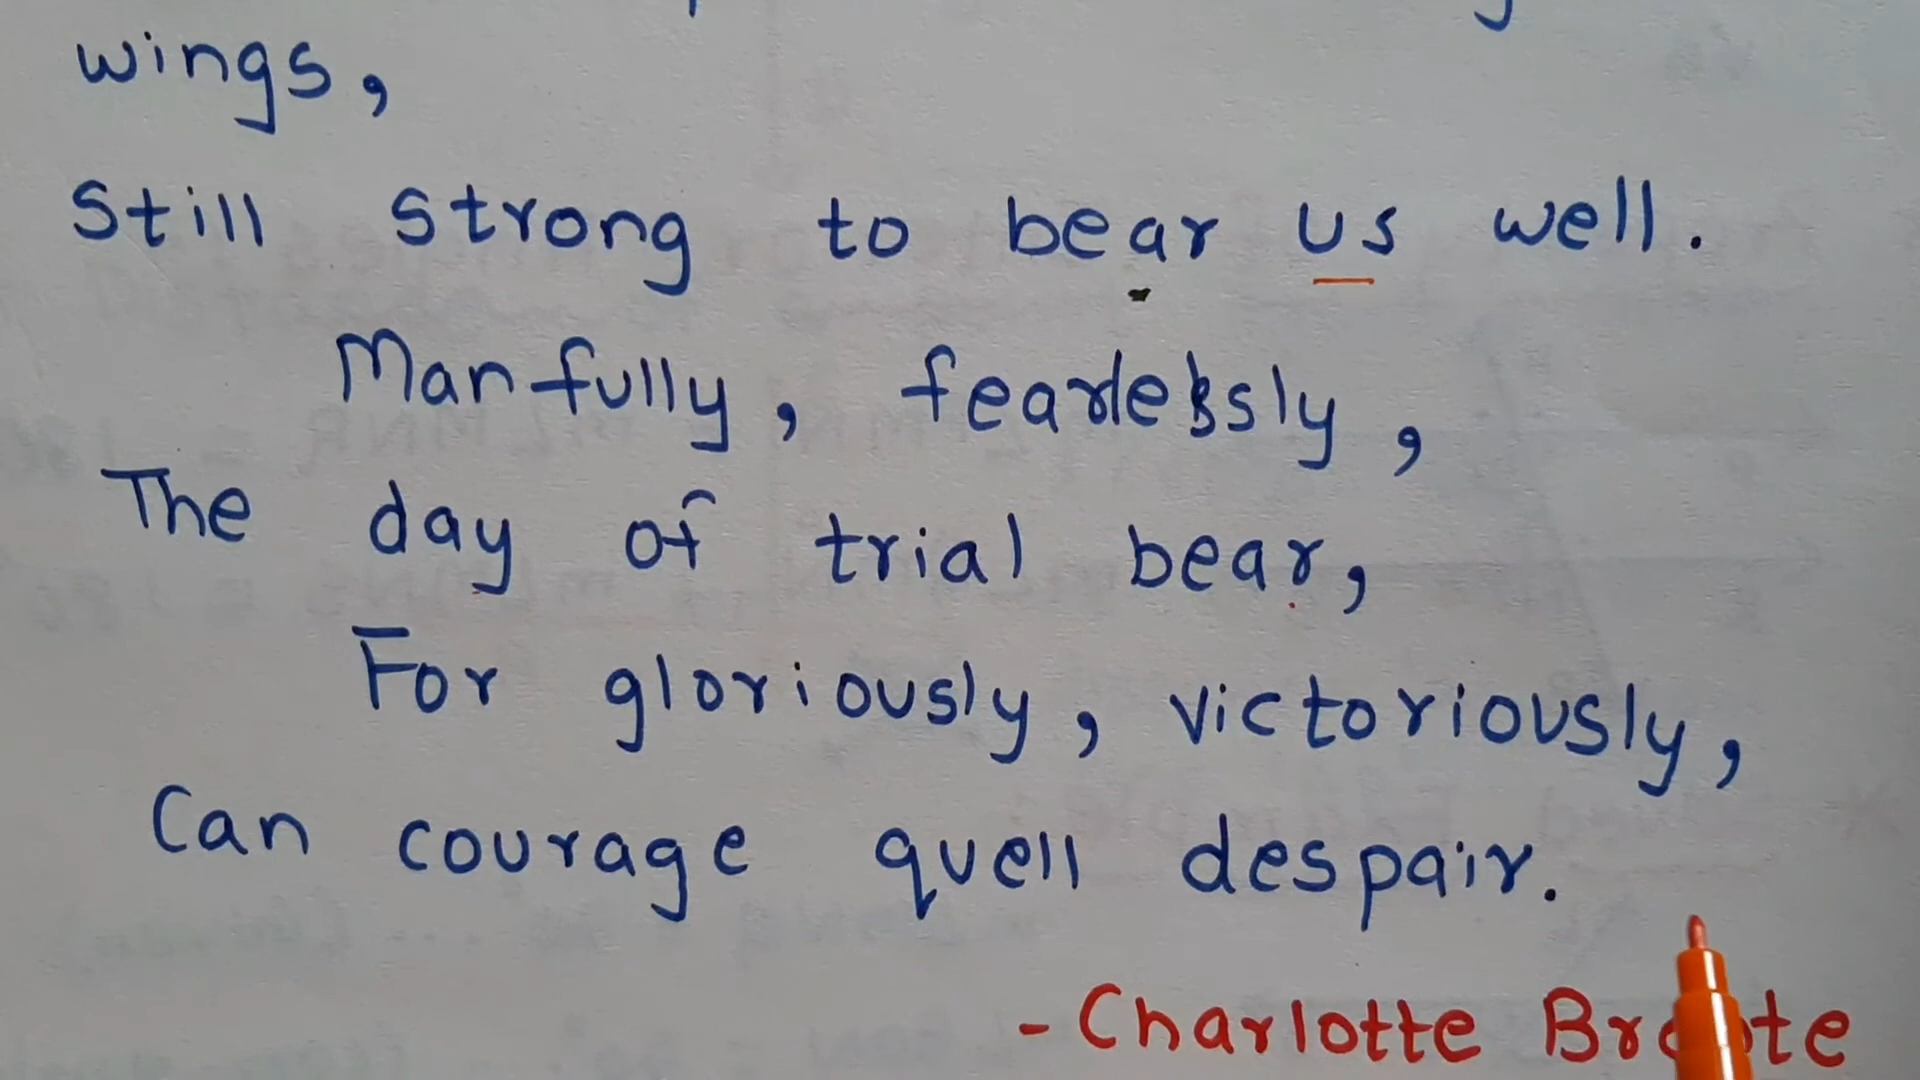 wings,
Still strong to bear us well.
Manfully, fearlessly,
The day of trial bear,
For gloriously, victoriously,
Can courage quell despair.
- Charlotte